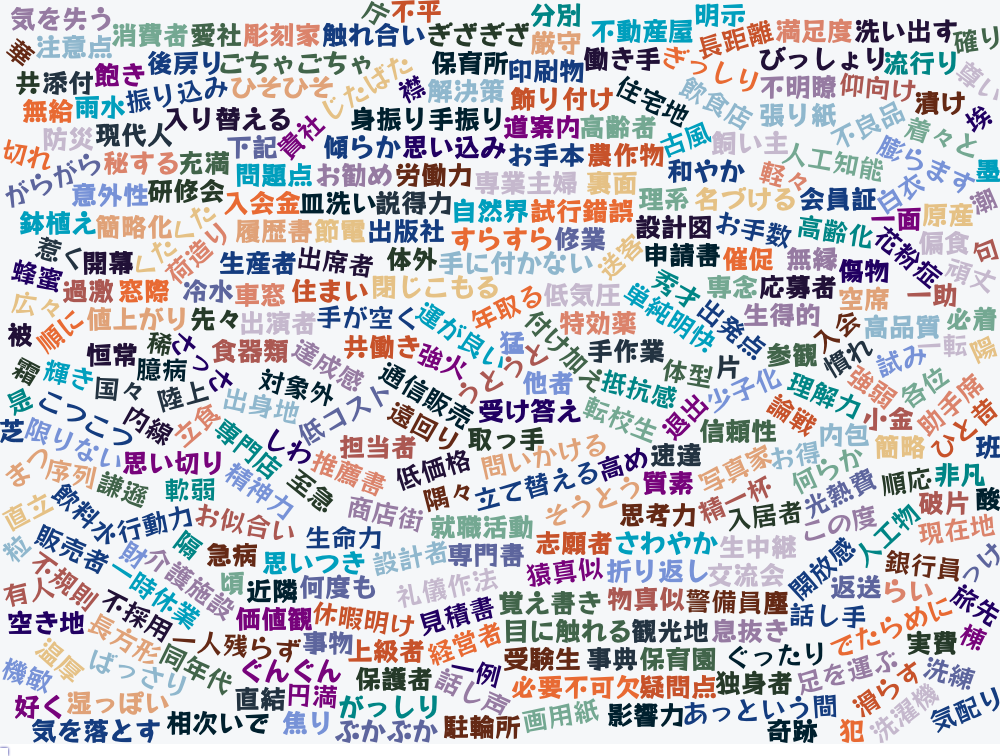 気を失う 庁 不平 分別 不動産屋 明示
峯 注意点 消費者 愛社 彫刻家 触れ合い ぎざぎざ 厳守 働き手 ぎっしり 長距離 満足度 洗い出す 確り
共 添付 飽き 後戻り ごちゃごちゃ 保育所 印刷物 びっしょり 流行り 尊い
無給 雨水 振り込み ひそひそ じたばた 襟 解決策 飾り付け 住宅地 飲食店 不明瞭 仰向け 漬け 埃
防災 現代人 入り替える 貴社 身振り手振り 道案内 高齢者 古風 張り紙 不良品 着々と
切れ がらがら 秘する 充満 下記 傾らか 思い込み お手本 農作物 和やか 飼い主 人工知能 膨らます 墨
意外性 研修会 問題点 お勧め 労働力 専業主婦 裏面 理系 名づける 軽々 会員証 白衣 潮
鉢植え 簡略化 くたくた 入会金 皿洗い 説得力 自然界 試行錯誤 設計図 お手数 高齢化 一面 原産
惹く 開幕 荷造り 履歴書 節電 出版社 すらすら 修業 送客 申請書 催促 無縁 花粉症 偏食 句
蜂蜜 過激 窓際 生産者 出席者 体外 手に付かない 秀才 専念 応募者 傷物 頑丈
広々 冷水 車窓 住まい 閉じこもる 年取る 低気圧 単純明快 出発点 生得的 空席 一助
被 順に 値上がり 先々 出演者 手が空く 運が良い 猛 付け加え 特効薬 入念 高品質 必着
恒常 稀 さっさ 食器類 達成感 共働き 強火 うとうと 手作業 体型 片 参観 慣れ 試み 一転 陽
霜 輝き 国々 臆病 陸上 対象外 通信販売 他者 抵抗感 少子化 理解力 強弱 各位 助手席
是 こつこつ 内線 立食 出身地 低コスト 遠回り 受け答え 転校生 退出 信頼性 論戦 小金 ひと昔
芝 限りない 思い切り 専門店 しわ 担当者 取っ手 問いかける 速達 写真家 お得 内包 簡略 班
まつ 序列 謙遜 軟弱 精神力 至急 推薦書 低価格 隅々 立て替える 高め 質素 精一杯 何らか 順応 非凡 酸
直立 飲料水 行動力 お似合い 商店街 就職活動 そうとう 思考力 入居者 光熱費 この度 人工物 破片 現在地
粒 販売者 財 隔 急病 生命力 思いつき 設計者 専門書 志願者 さわやか 生中継 開放感 銀行員 っけ
有人 不規則 一時休業 介護施設 頃 近隣 何度も 礼儀作法 猿真似 折り返し 交流会 返送 らい 旅先
空き地 長方形 不採用 価値観 休暇明け 見積書 覚え書き 物真似 警備員 塵 話し手 でたらめに 棟
温厚 一人残らず 事物 上級者 経営者 目に触れる 観光地 息抜き 実費
機敏 ばっさり 同年代 ぐんぐん 保護者 一例 受験生 事典 保育園 ぐったり 足を運ぶ 洗練
好く 湿っぽい 直結 円満 がっしり 話し声 必要不可欠 疑問点 独身者 滑らす
気を落とす 相次いで 焦り ぷかぷか 駐輪所 画用紙 影響力 あっという間 奇跡 犯 洗濯機 気配り